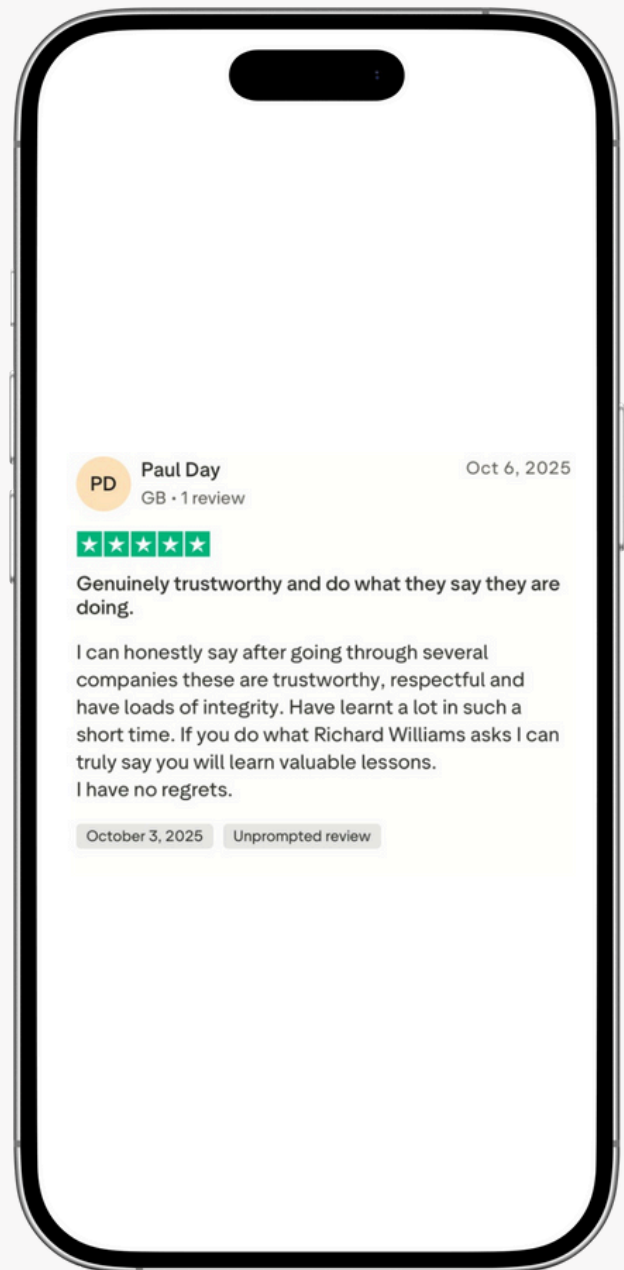 PD
Paul Day
Oct 6, 2025
GB • 1 review
Genuinely trustworthy and do what they say they are
doing.
I can honestly say after going through several
companies these are trustworthy, respectful and
have loads of integrity. Have learnt a lot in such a
short time. If you do what Richard Williams asks I can
truly say you will learn valuable lessons.
I have no regrets.
October 3, 2025
Unprompted review